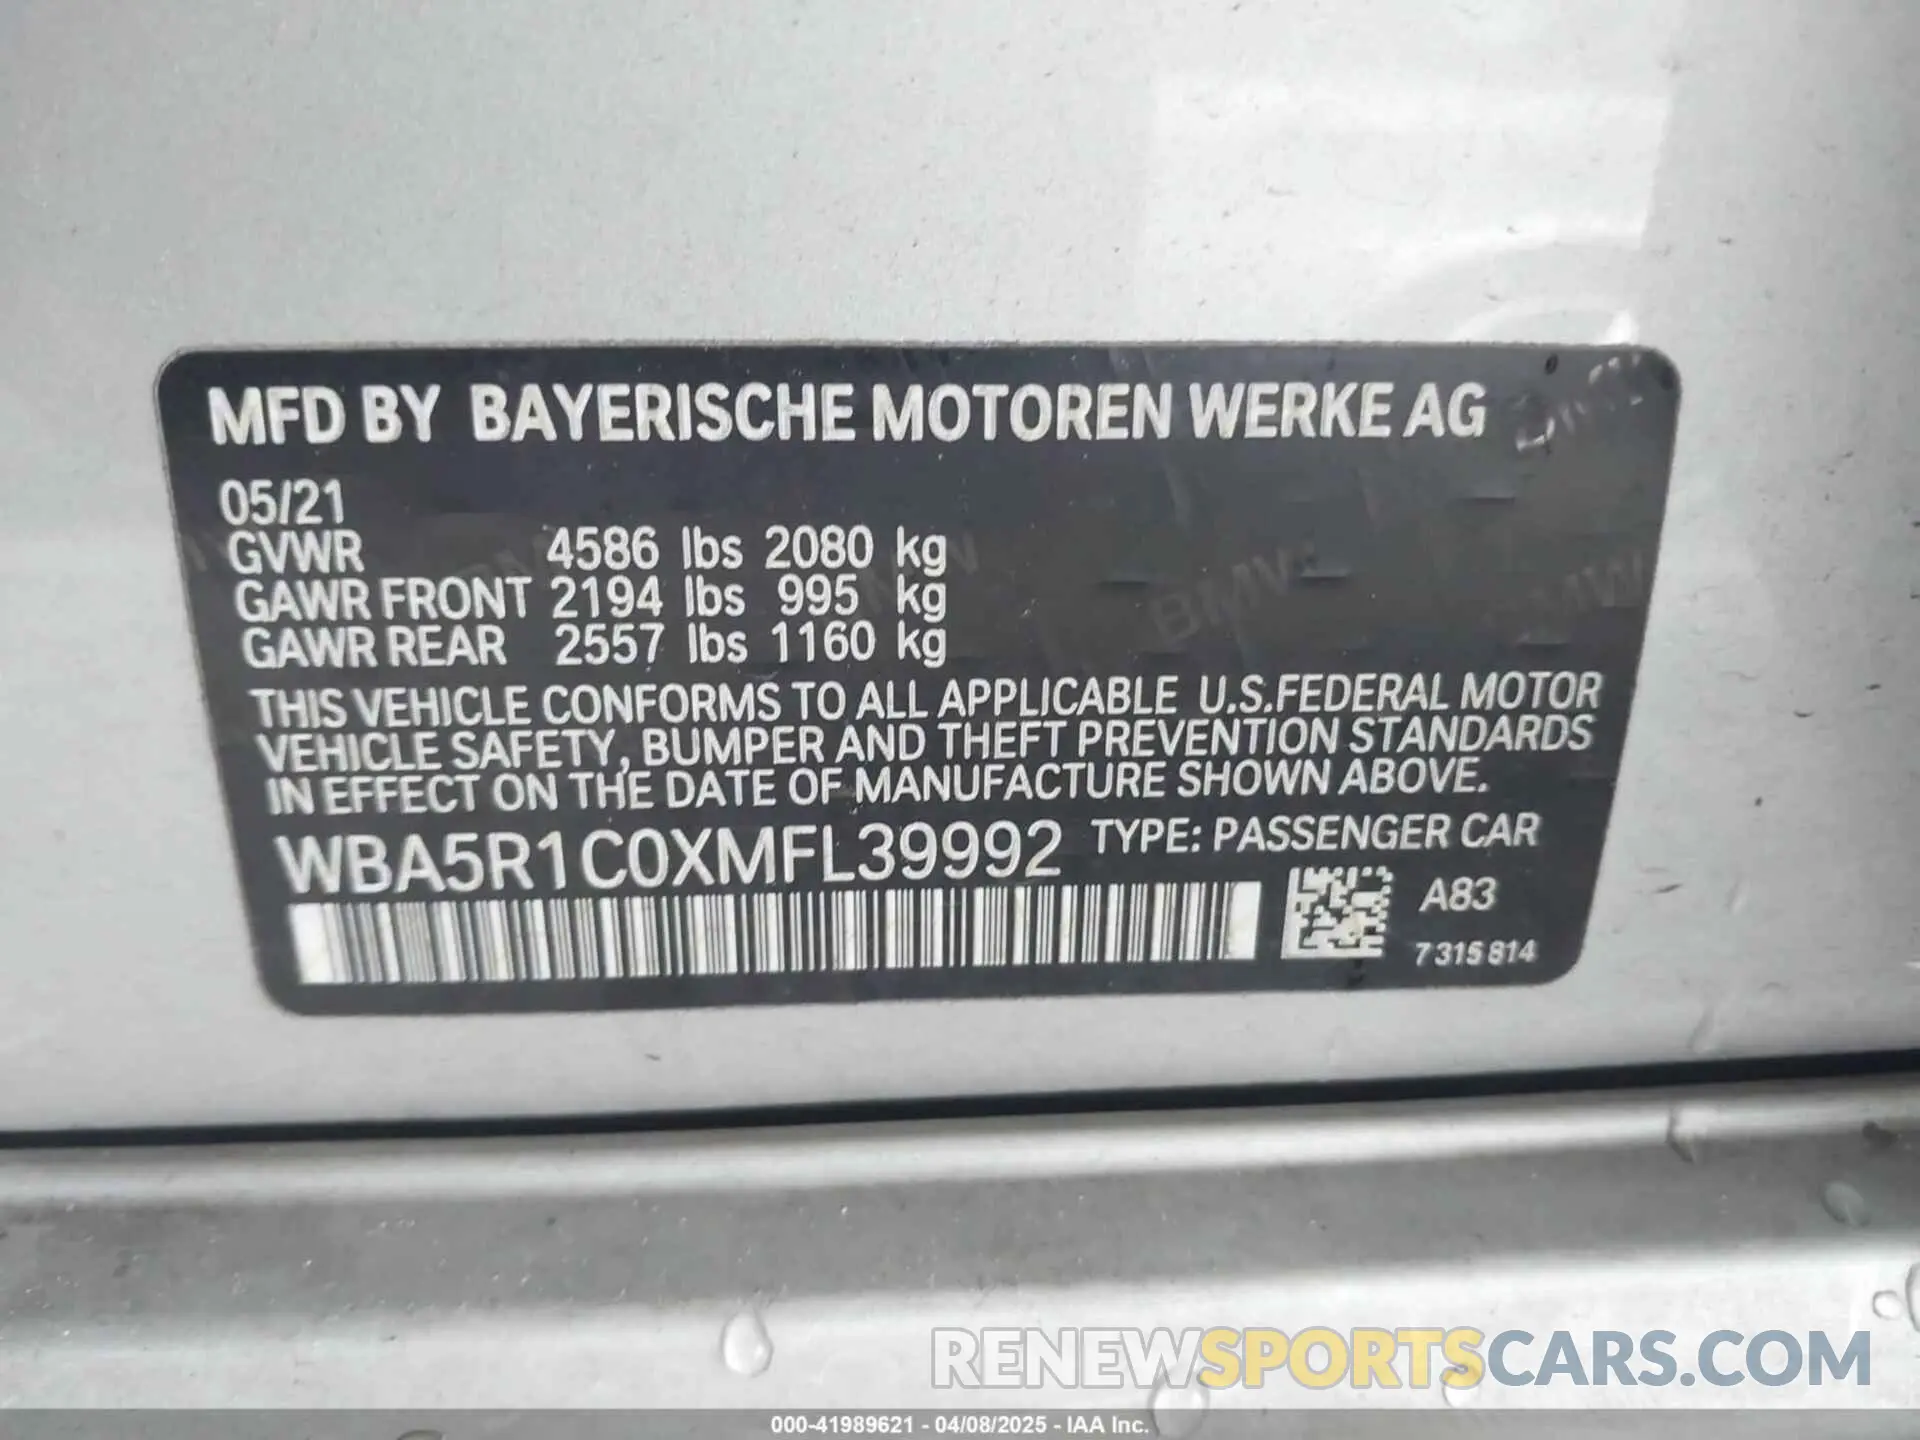 MFD BY BAYERISCHE MOTOREN WERKE AG
05/21
GVWR 4586 lbs 2080 kg
GAWR FRONT 2194 lbs 995 kg
GAWR REAR 2557 lbs 1160 kg
THIS VEHICLE CONFORMS TO ALL APPLICABLE U.S.FEDERAL MOTOR
VEHICLE SAFETY, BUMPER AND THEFT PREVENTION STANDARDS
IN EFFECT ON THE DATE OF MANUFACTURE SHOWN ABOVE.
WBA5R1C0XMFL39992 TYPE: PASSENGER CAR
A83
7 315 814
RENEWSPORTSCARS.COM
000-41989621 - 04/08/2025 - IAA Inc.